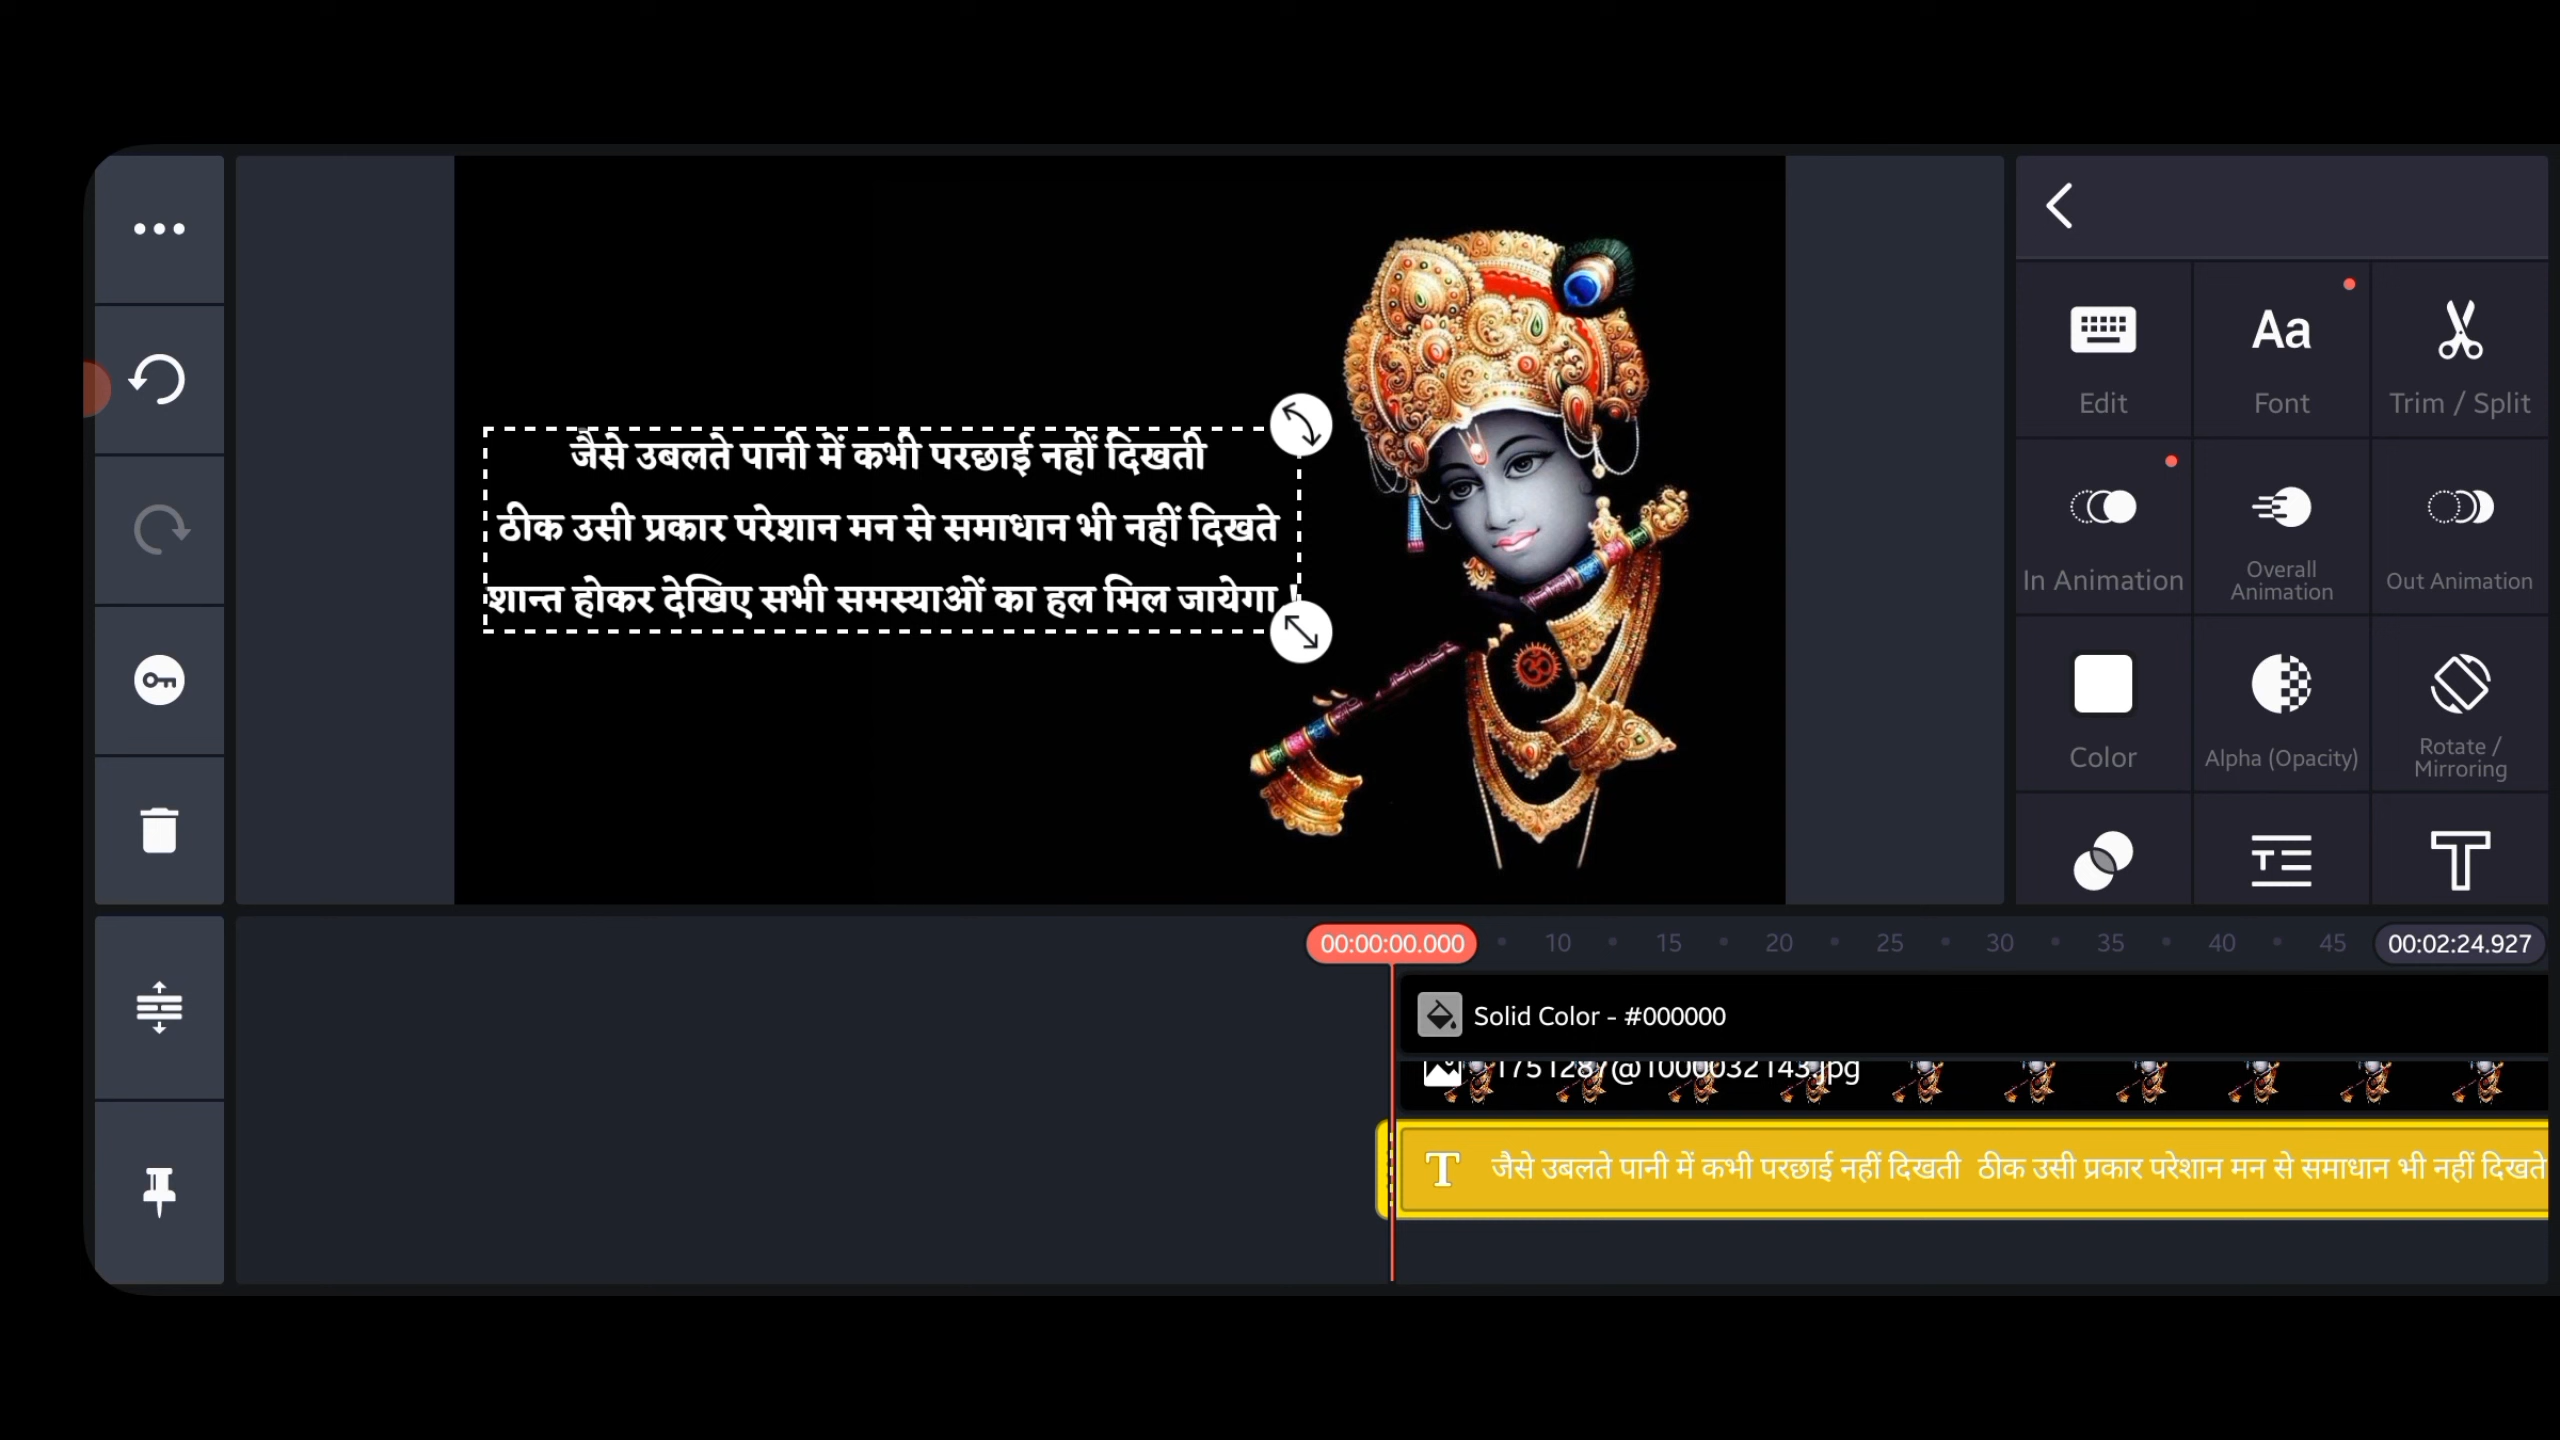 जैसे उबलते पानी में कभी परछाई नहीं दिखती
ठीक उसी प्रकार परेशान मन से समाधान भी नहीं दिखते
शान्त होकर देखिए सभी समस्याओं का हल मिल जायेगा !
Edit
Aa
Font
Trim / Split
In Animation
Overall
Animation
Out Animation
Color
Alpha (Opacity)
Rotate /
Mirroring
00:00:00.000
10
15
20
25
30
35
40
45
00:02:24.927
Solid Color - #000000
1751287@1000032143.jpg
T जैसे उबलते पानी में कभी परछाई नहीं दिखती ठीक उसी प्रकार परेशान मन से समाधान भी नहीं दिखते